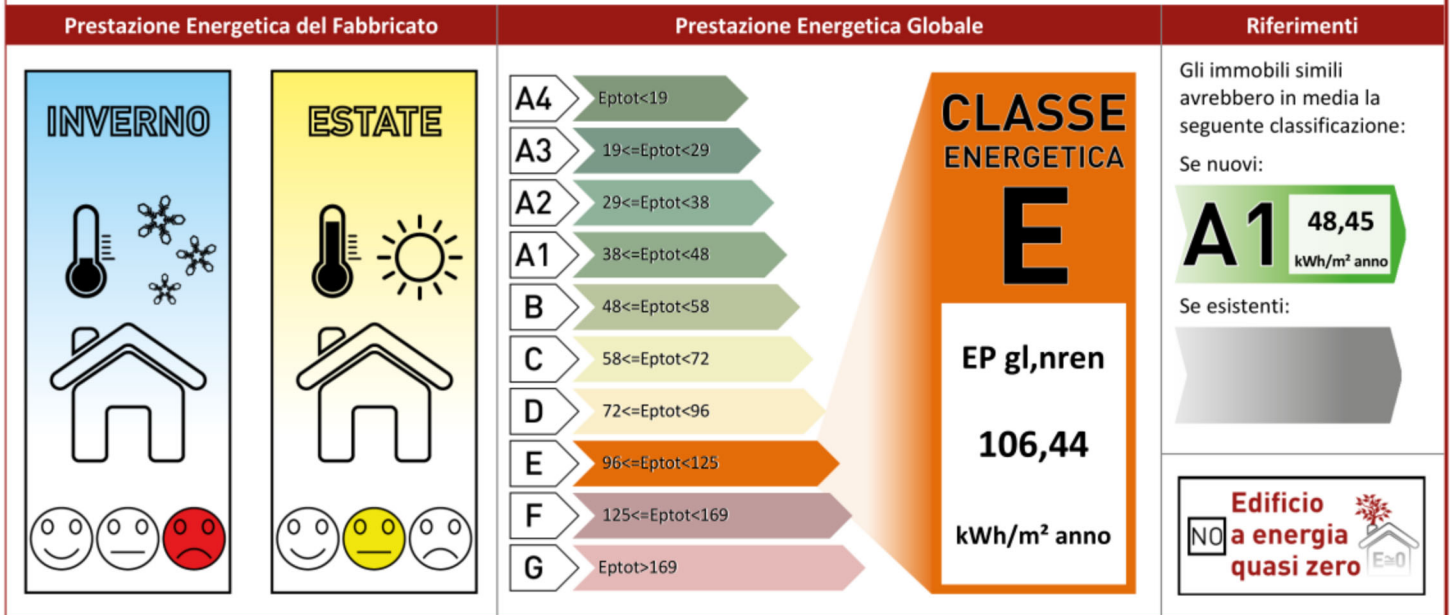 Prestazione Energetica del Fabbricato
INVERNO
ESTATE
Prestazione Energetica Globale
A4 Eptot<19
A3 19<=Eptot<29
A2 29<=Eptot<38
A1 38<=Eptot<48
B 48<=Eptot<58
C 58<=Eptot<72
D 72<=Eptot<96
E 96<=Eptot<125
F 125<=Eptot<169
G Eptot>169
CLASSE
ENERGETICA
E
EP gl,nren
106,44
kWh/m² anno
Riferimenti
Gli immobili simili
avrebbero in media la
seguente classificazione:
Se nuovi:
A1 48,45
kWh/m² anno
Se esistenti:
Edificio
NO a energia
quasi zero
E≅0